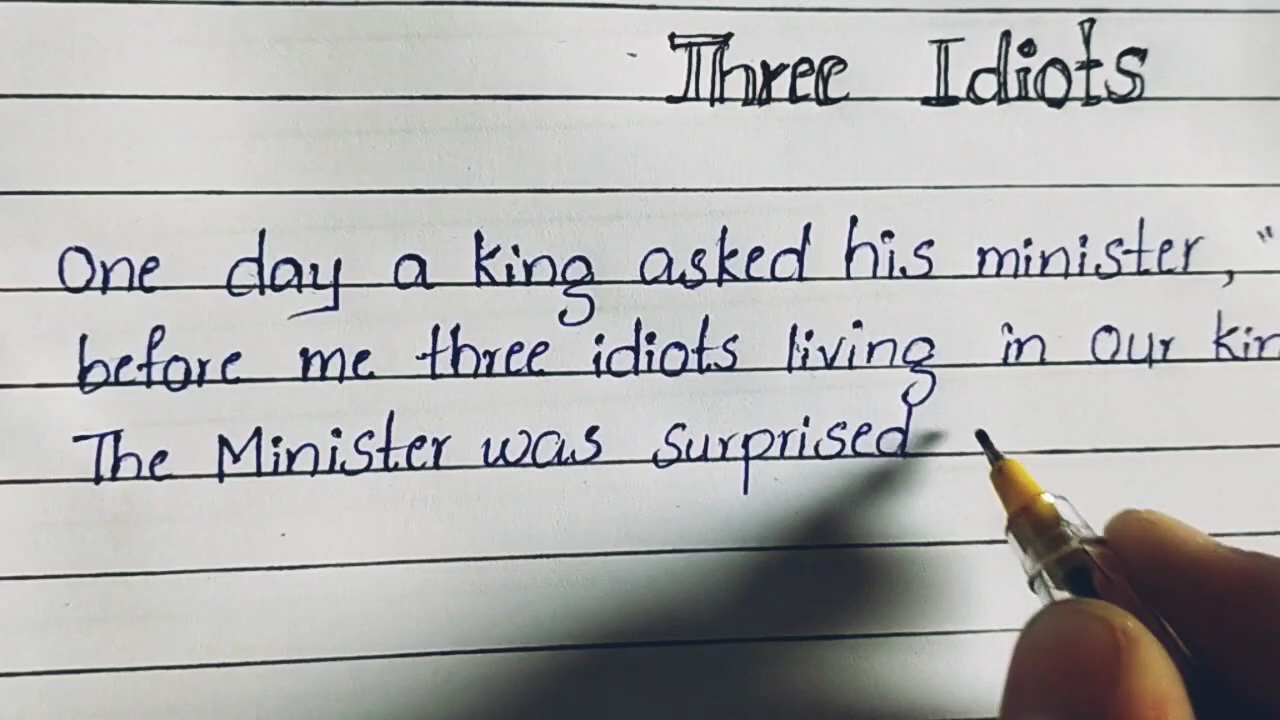 Three Idiots
One day a king asked his minister, "
before me three idiots living in our kin
The Minister was surprised